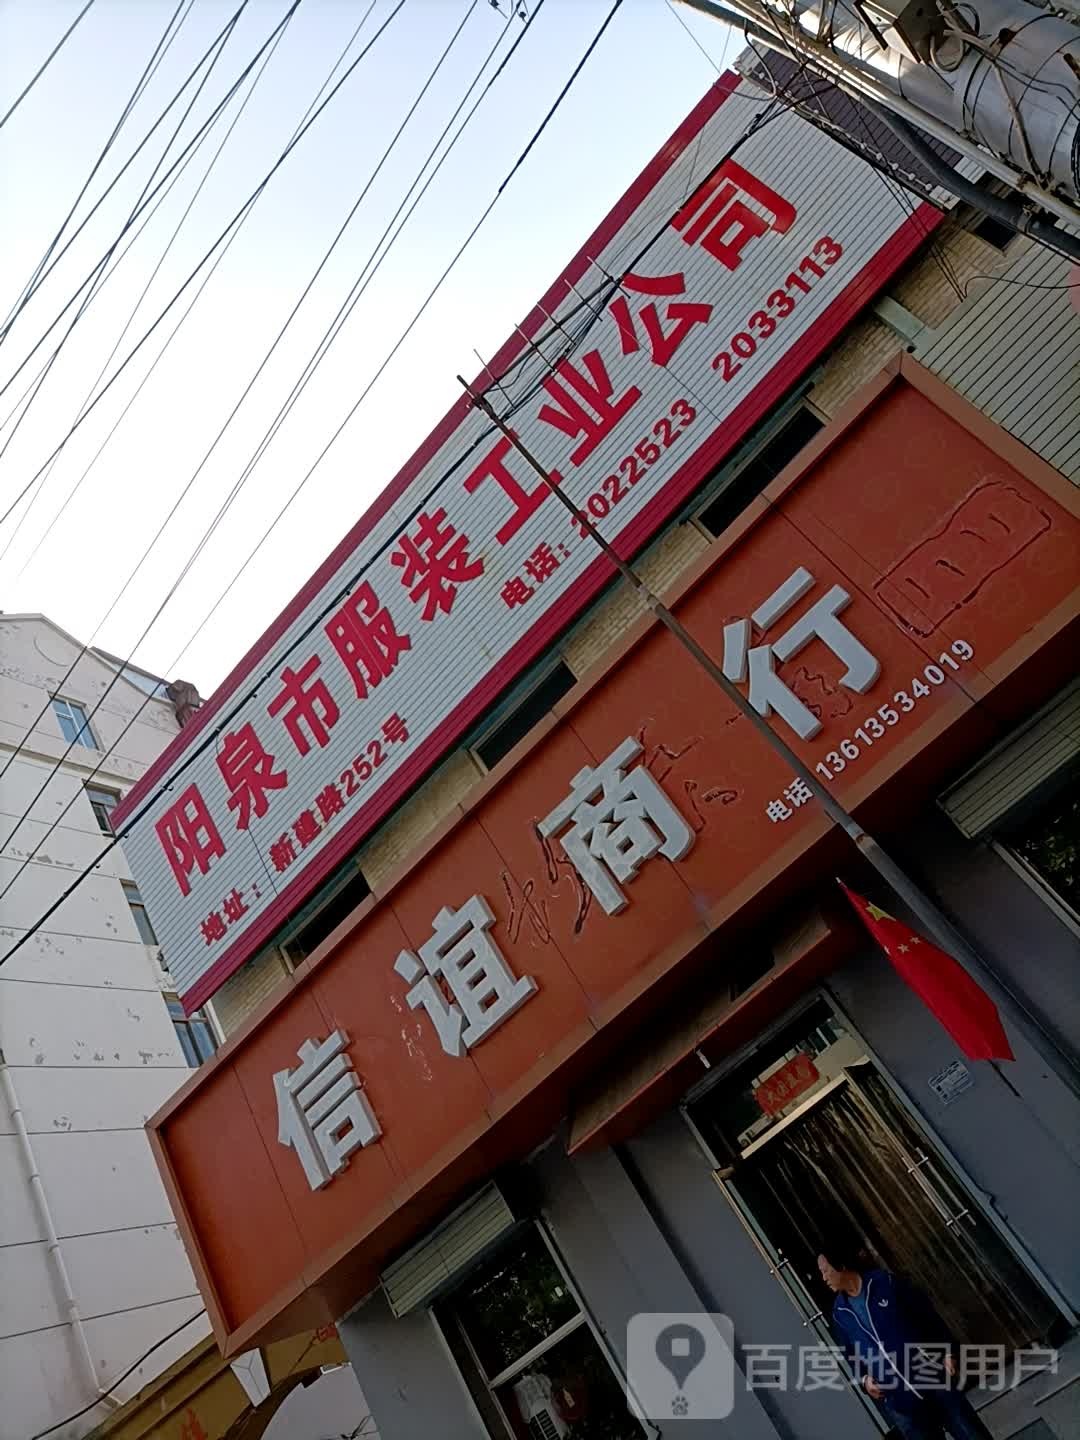 阳泉市服装工业公司
地址：新建路252号 电话：2022523 2033113
信谊商行
电话 13613534019
百度地图用户